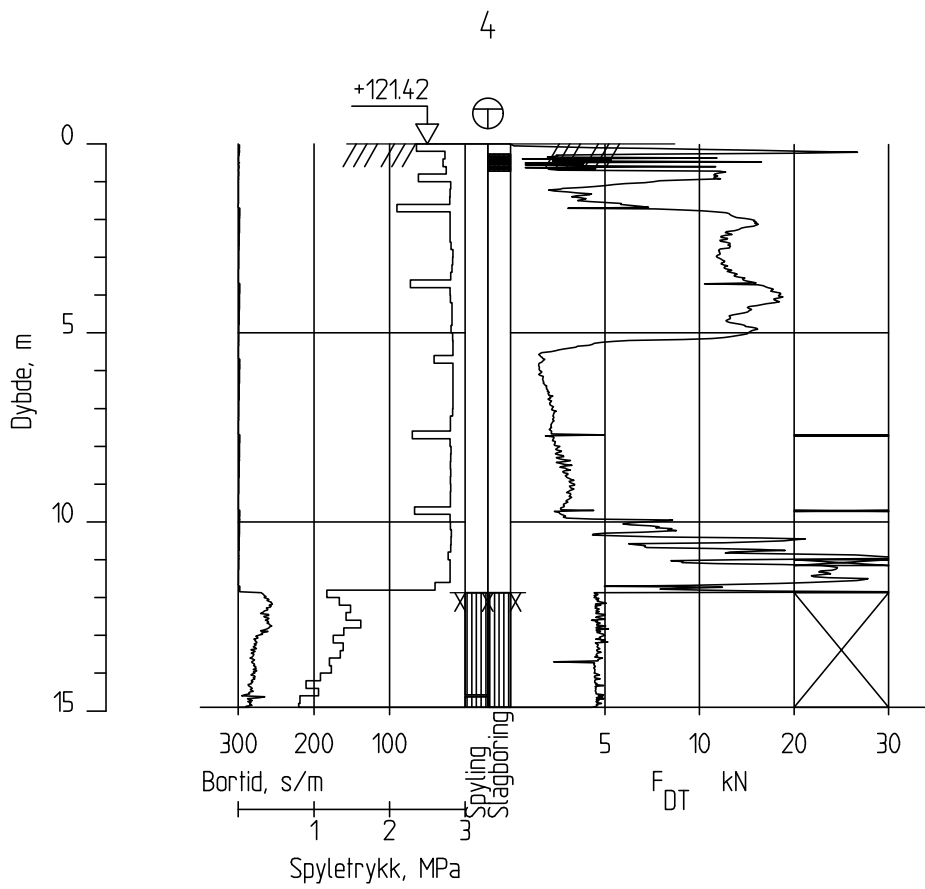 4
+121.42
0
5
10
15
Dybde, m
300 200 100 5 10 20 30
Bortid, s/m
Spyling
Slagboring
F DT kN
1 2 3
Spyletrykk, MPa